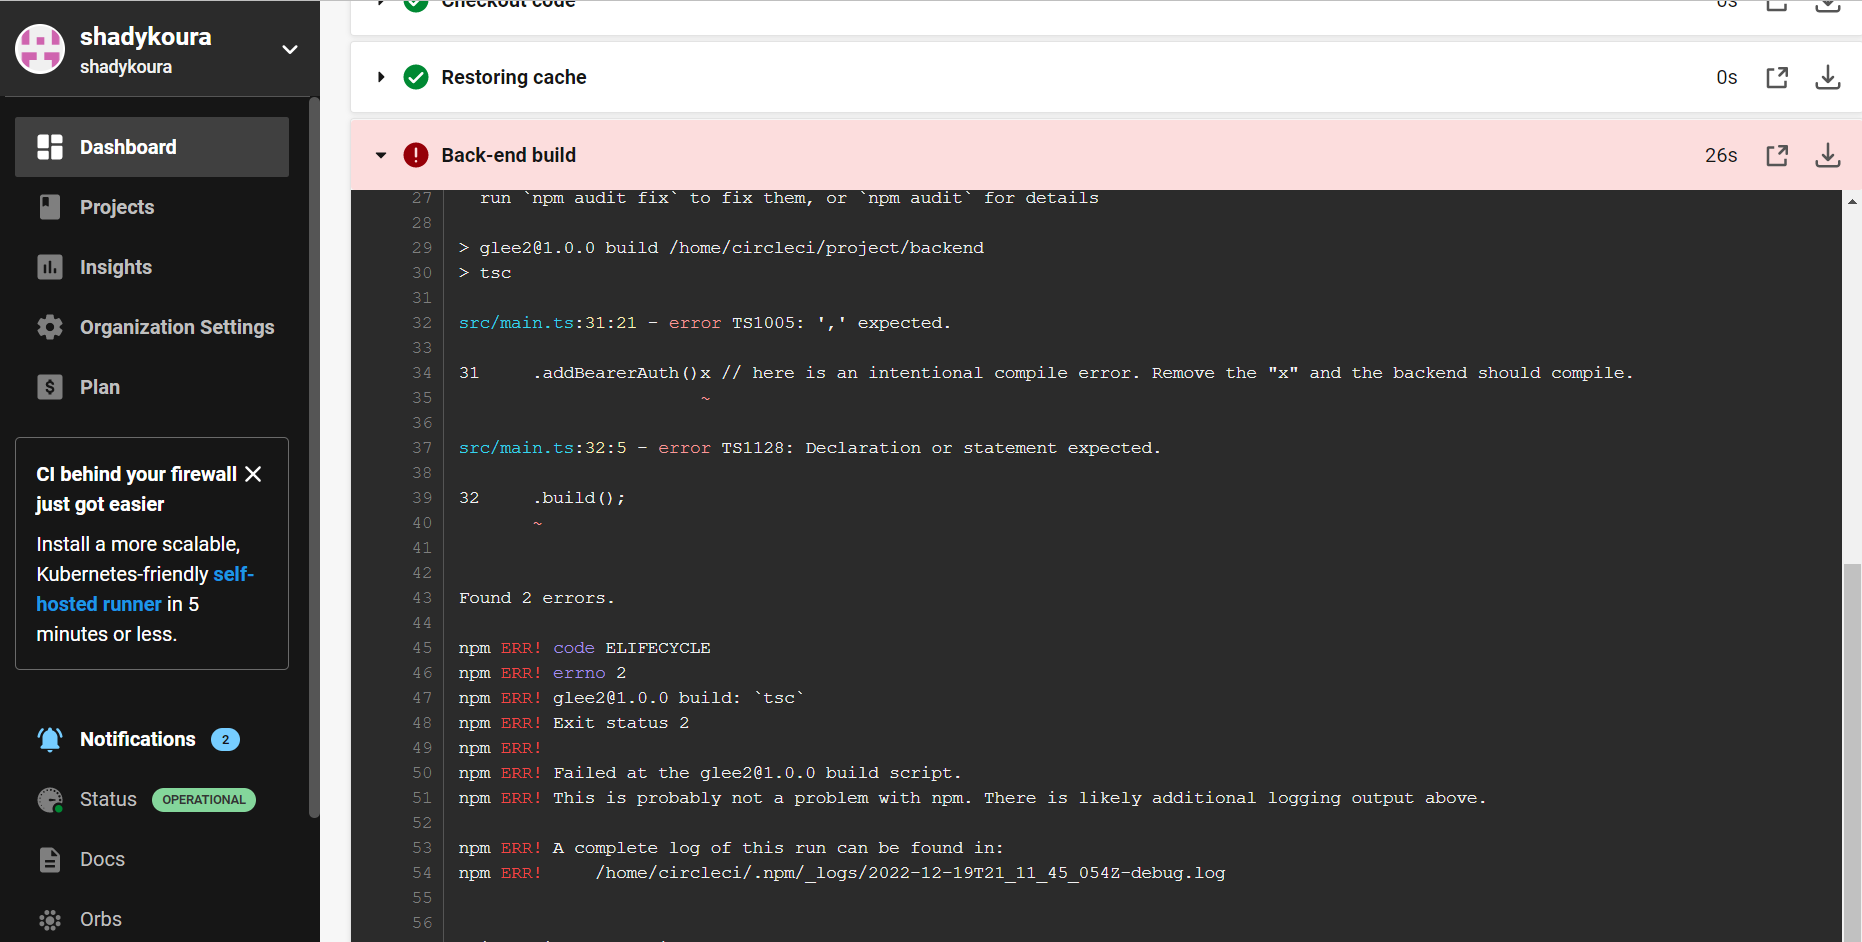 shadykoura
shadykoura
Dashboard
Projects
Insights
Organization Settings
Plan
CI behind your firewall
just got easier
Install a more scalable,
Kubernetes-friendly self-
hosted runner in 5
minutes or less.
Notifications 2
Status OPERATIONAL
Docs
Orbs
Checkout code 0s
Restoring cache 0s
Back-end build 26s
27 run `npm audit fix` to fix them, or `npm audit` for details
28
29 > glee2@1.0.0 build /home/circleci/project/backend
30 > tsc
31
32 src/main.ts:31:21 - error TS1005: ',' expected.
33
34 31 .addBearerAuth()x // here is an intentional compile error. Remove the "x" and the backend should compile.
35 ~
36
37 src/main.ts:32:5 - error TS1128: Declaration or statement expected.
38
39 32 .build();
40 ~
41
42
43 Found 2 errors.
44
45 npm ERR! code ELIFECYCLE
46 npm ERR! errno 2
47 npm ERR! glee2@1.0.0 build: `tsc`
48 npm ERR! Exit status 2
49 npm ERR!
50 npm ERR! Failed at the glee2@1.0.0 build script.
51 npm ERR! This is probably not a problem with npm. There is likely additional logging output above.
52
53 npm ERR! A complete log of this run can be found in:
54 npm ERR! /home/circleci/.npm/_logs/2022-12-19T21_11_45_054Z-debug.log
55
56